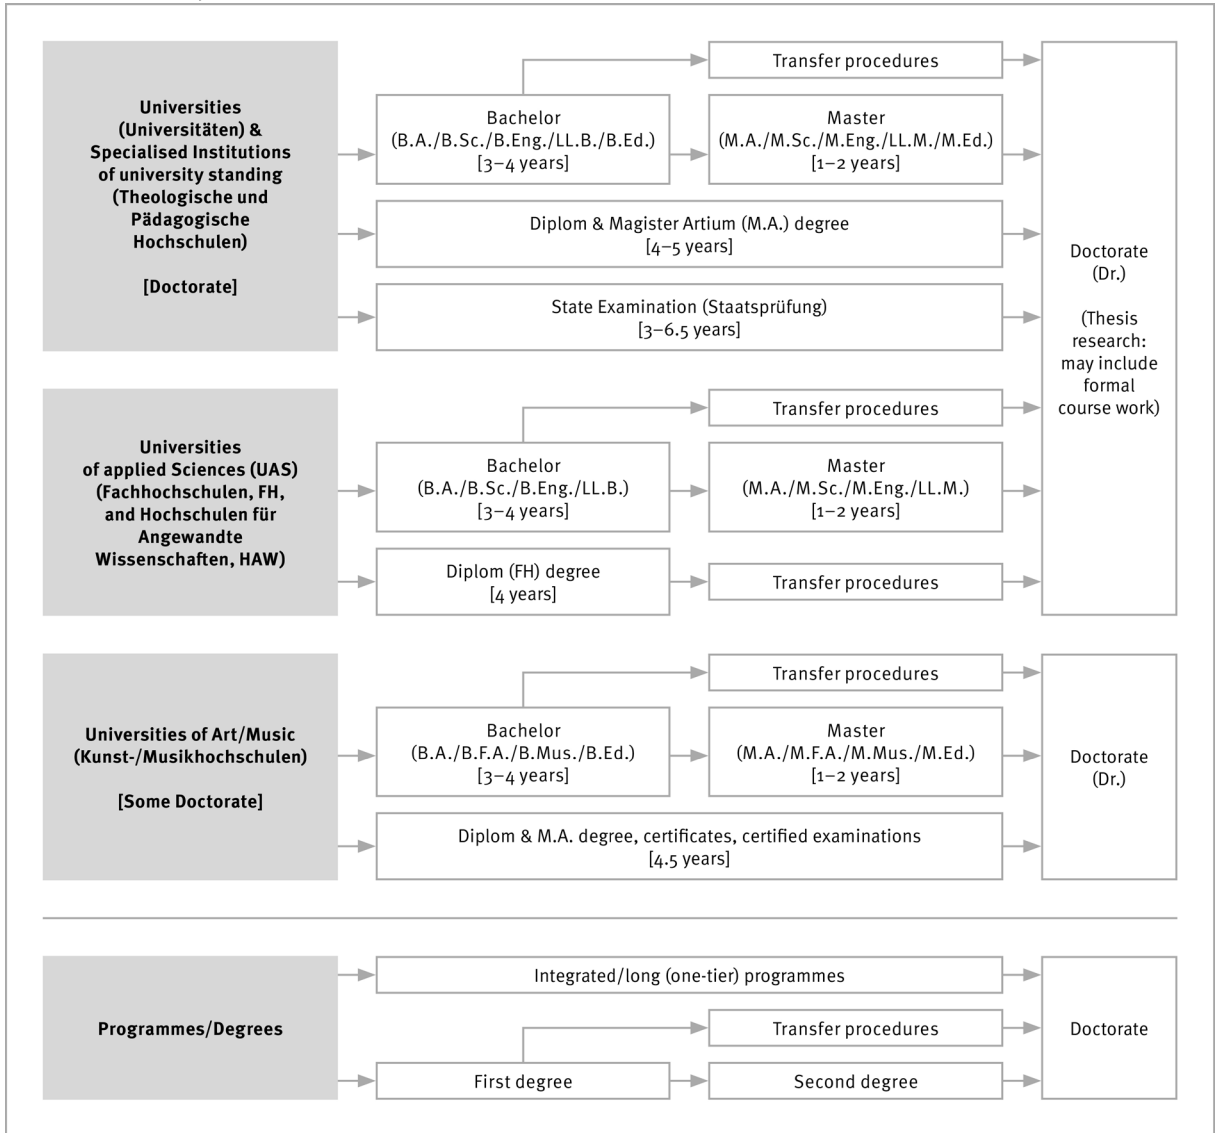 Universities
(Universitäten) &
Specialised Institutions
of university standing
(Theologische und
Pädagogische
Hochschulen)
[Doctorate]
Transfer procedures
Bachelor
(B.A./B.Sc./B.Eng./LL.B./B.Ed.)
[3–4 years]
Master
(M.A./M.Sc./M.Eng./LL.M./M.Ed.)
[1–2 years]
Diplom & Magister Artium (M.A.) degree
[4–5 years]
State Examination (Staatsprüfung)
[3–6.5 years]
Doctorate
(Dr.)
(Thesis
research:
may include
formal
course work)
Universities
of applied Sciences (UAS)
(Fachhochschulen, FH,
and Hochschulen für
Angewandte
Wissenschaften, HAW)
Transfer procedures
Bachelor
(B.A./B.Sc./B.Eng./LL.B.)
[3–4 years]
Master
(M.A./M.Sc./M.Eng./LL.M.)
[1–2 years]
Diplom (FH) degree
[4 years]
Transfer procedures
Universities of Art/Music
(Kunst-/Musikhochschulen)
[Some Doctorate]
Transfer procedures
Bachelor
(B.A./B.F.A./B.Mus./B.Ed.)
[3–4 years]
Master
(M.A./M.F.A./M.Mus./M.Ed.)
[1–2 years]
Diplom & M.A. degree, certificates, certified examinations
[4.5 years]
Doctorate
(Dr.)
Programmes/Degrees
Integrated/long (one-tier) programmes
Transfer procedures
First degree
Second degree
Doctorate